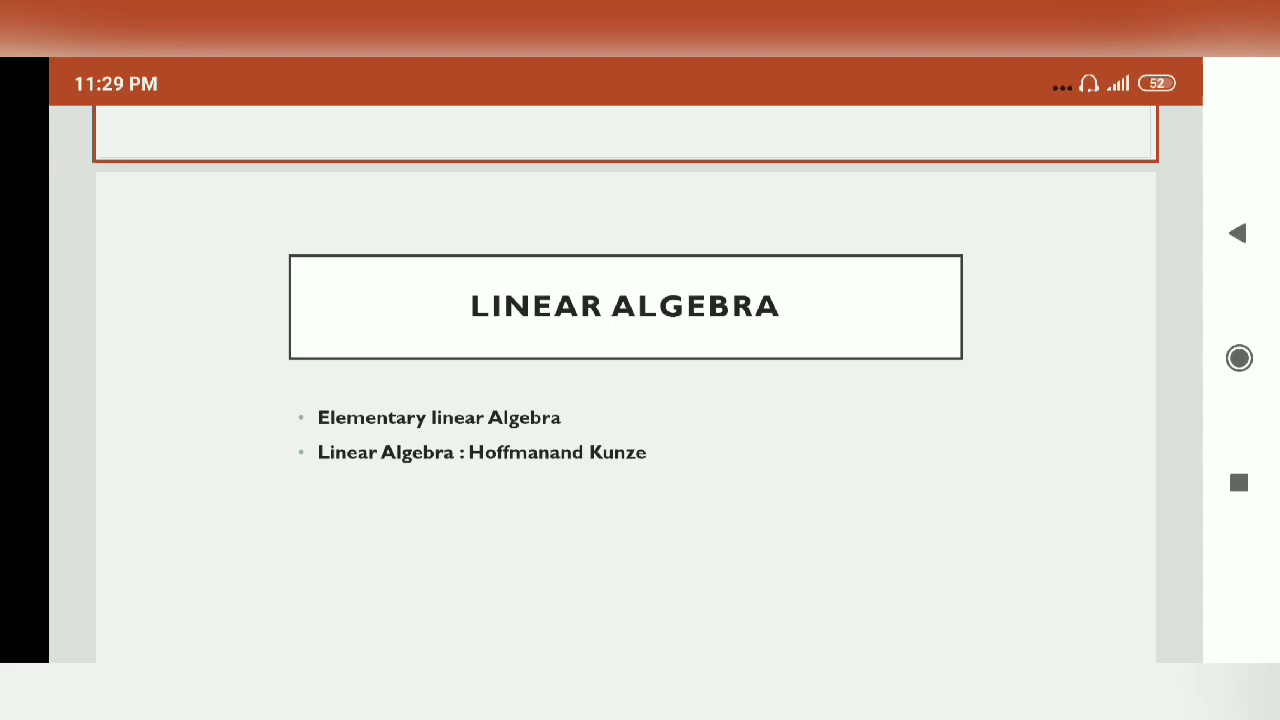 11:29 PM
52
LINEAR ALGEBRA
• Elementary linear Algebra
• Linear Algebra : Hoffmanand Kunze